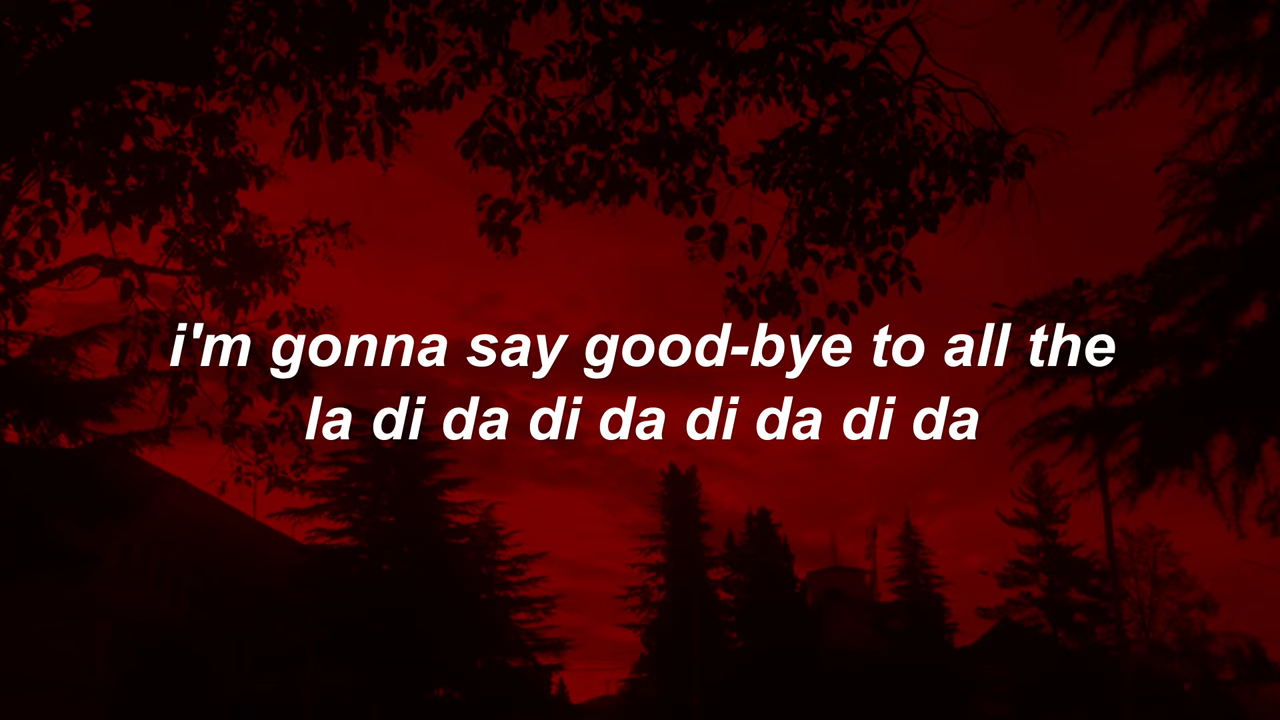 i'm gonna say good-bye to all the
la di da di da di da di da